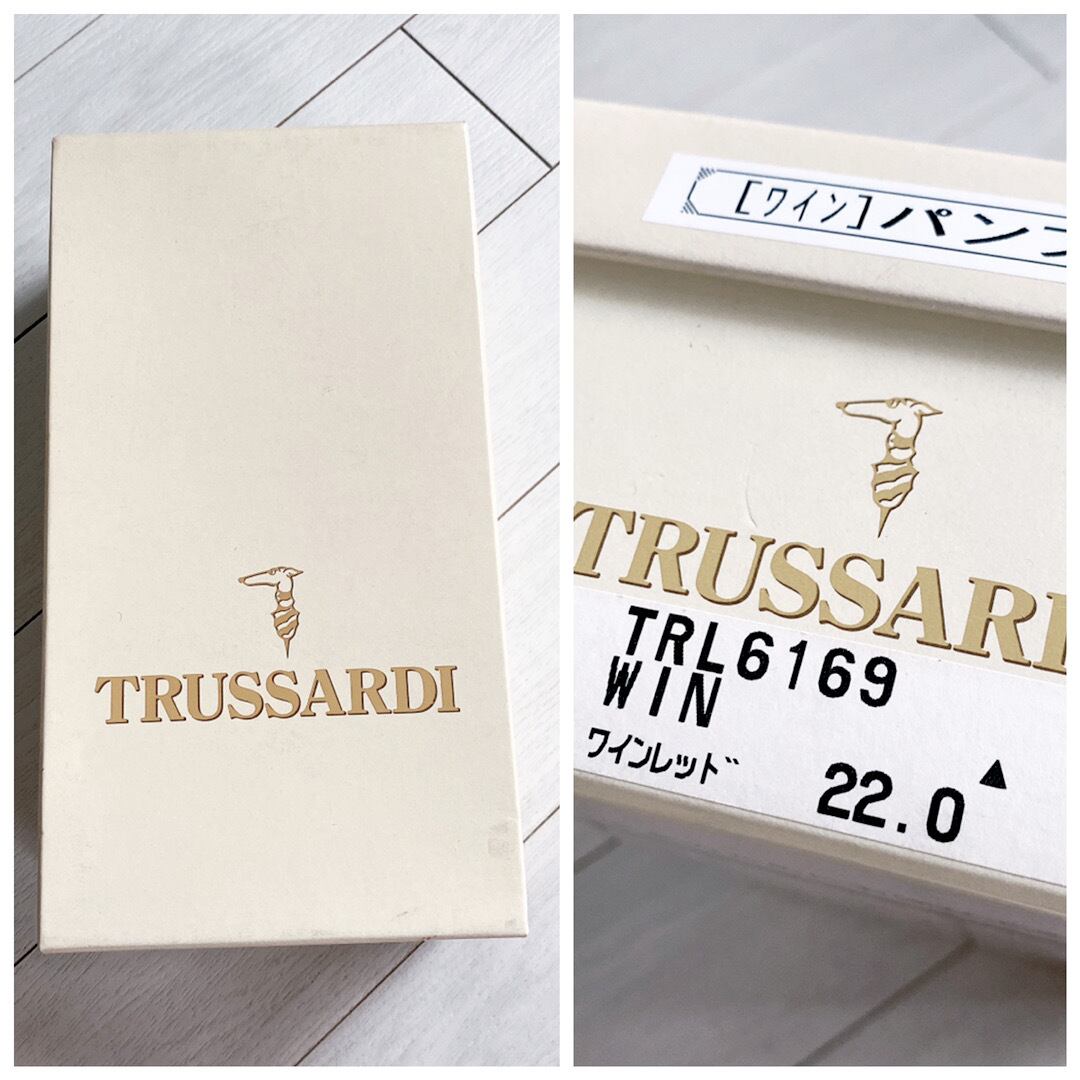 TRUSSARDI
[ﾜｲﾝ]パンプ
TRUSSARDI
TRL6169
WIN
ﾜｲﾝﾚｯﾄﾞ
22.0▲